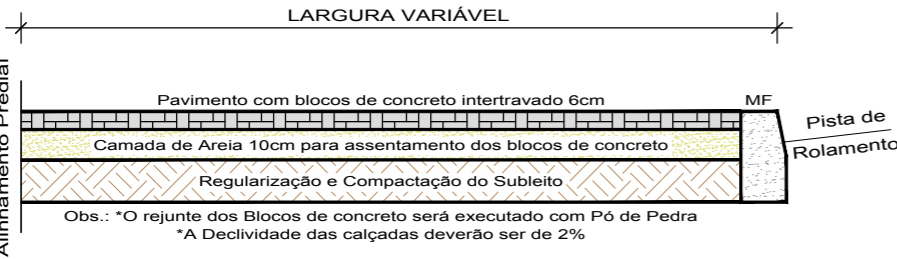 LARGURA VARIÁVEL
Alinhamento Predial
Pavimento com blocos de concreto intertravado 6cm
MF
Pista de
Rolamento
Camada de Areia 10cm para assentamento dos blocos de concreto
Regularização e Compactação do Subleito
Obs.: *O rejunte dos Blocos de concreto será executado com Pó de Pedra
*A Declividade das calçadas deverão ser de 2%